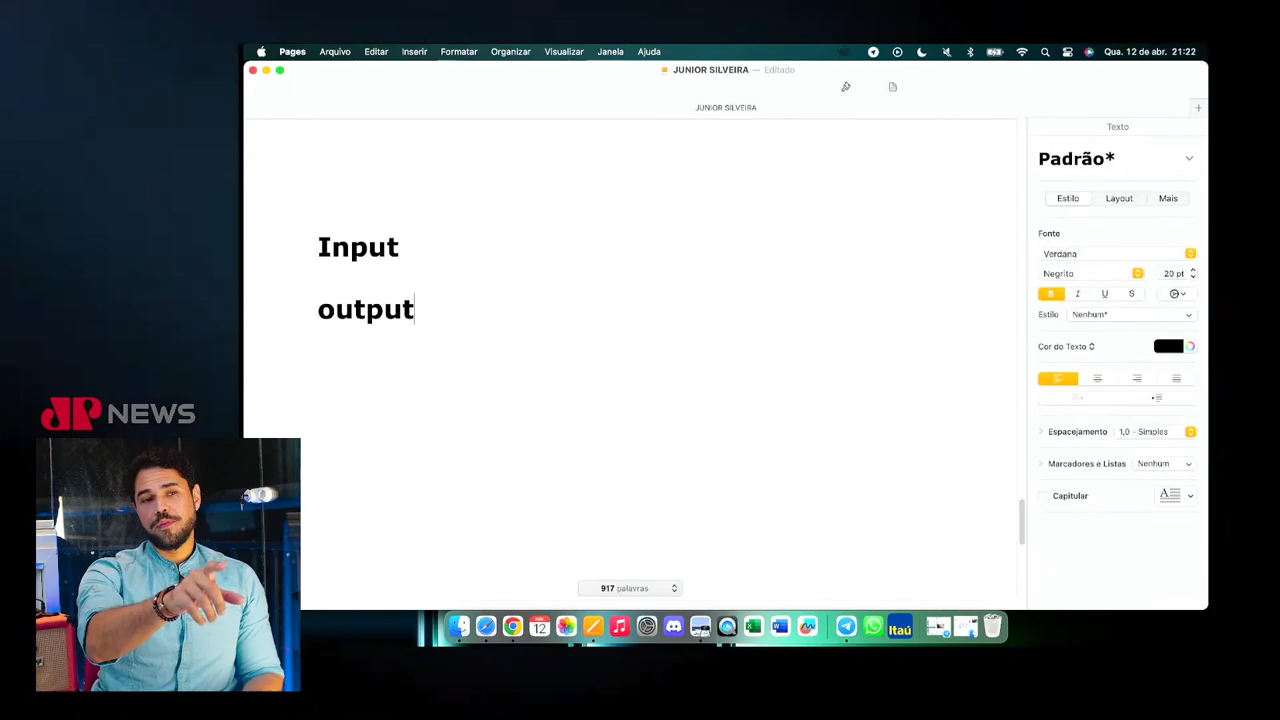 Pages Arquivo Editar Inserir Formatar Organizar Visualizar Janela Ajuda Qua. 12 de abr. 21:22
JUNIOR SILVEIRA — Editado
JUNIOR SILVEIRA
Texto
Padrão*
Estilo Layout Mais
Fonte
Verdana
Negrito 20 pt
B I U S
Estilo Nenhum*
Cor do Texto
Espacejamento 1,0 - Simples
Marcadores e Listas Nenhum
Capitular
Input
output
917 palavras
JP NEWS
12
Itaú